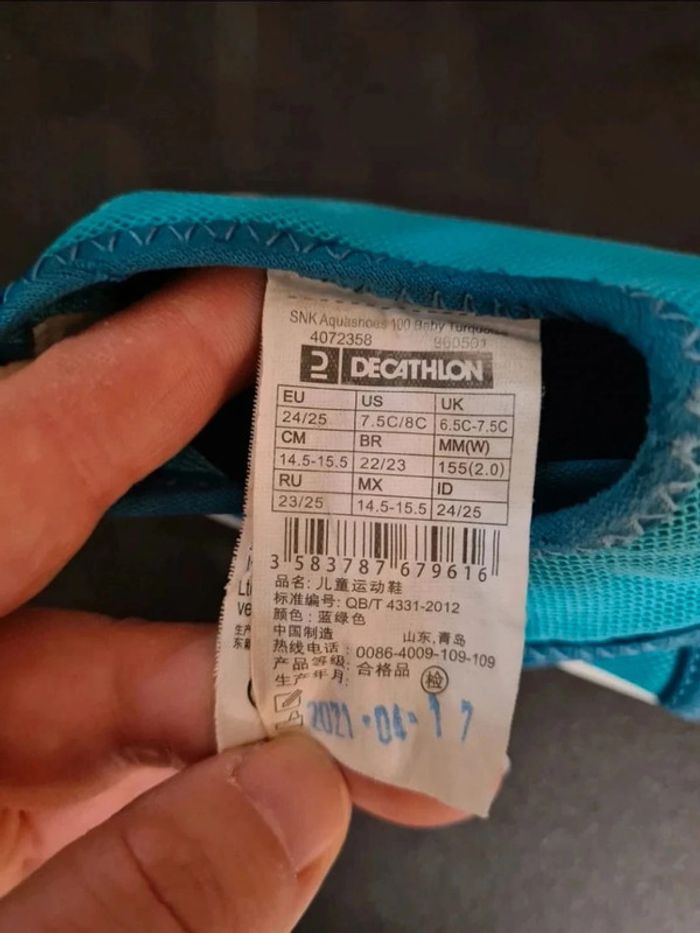 SNK Aquashoes 100 Baby Turquoise
4072358 960501
DECATHLON
EU US UK
24/25 7.5C/8C 6.5C-7.5C
CM BR MM(W)
14.5-15.5 22/23 155(2.0)
RU MX ID
23/25 14.5-15.5 24/25
3 583787 679616
品名: 儿童运动鞋
标准编号: QB/T 4331-2012
颜色: 蓝绿色
中国制造 山东,青岛
热线电话: 0086-4009-109-109
产品等级: 合格品
生产年月: 检
2021·04·17
Lt
ve
生产